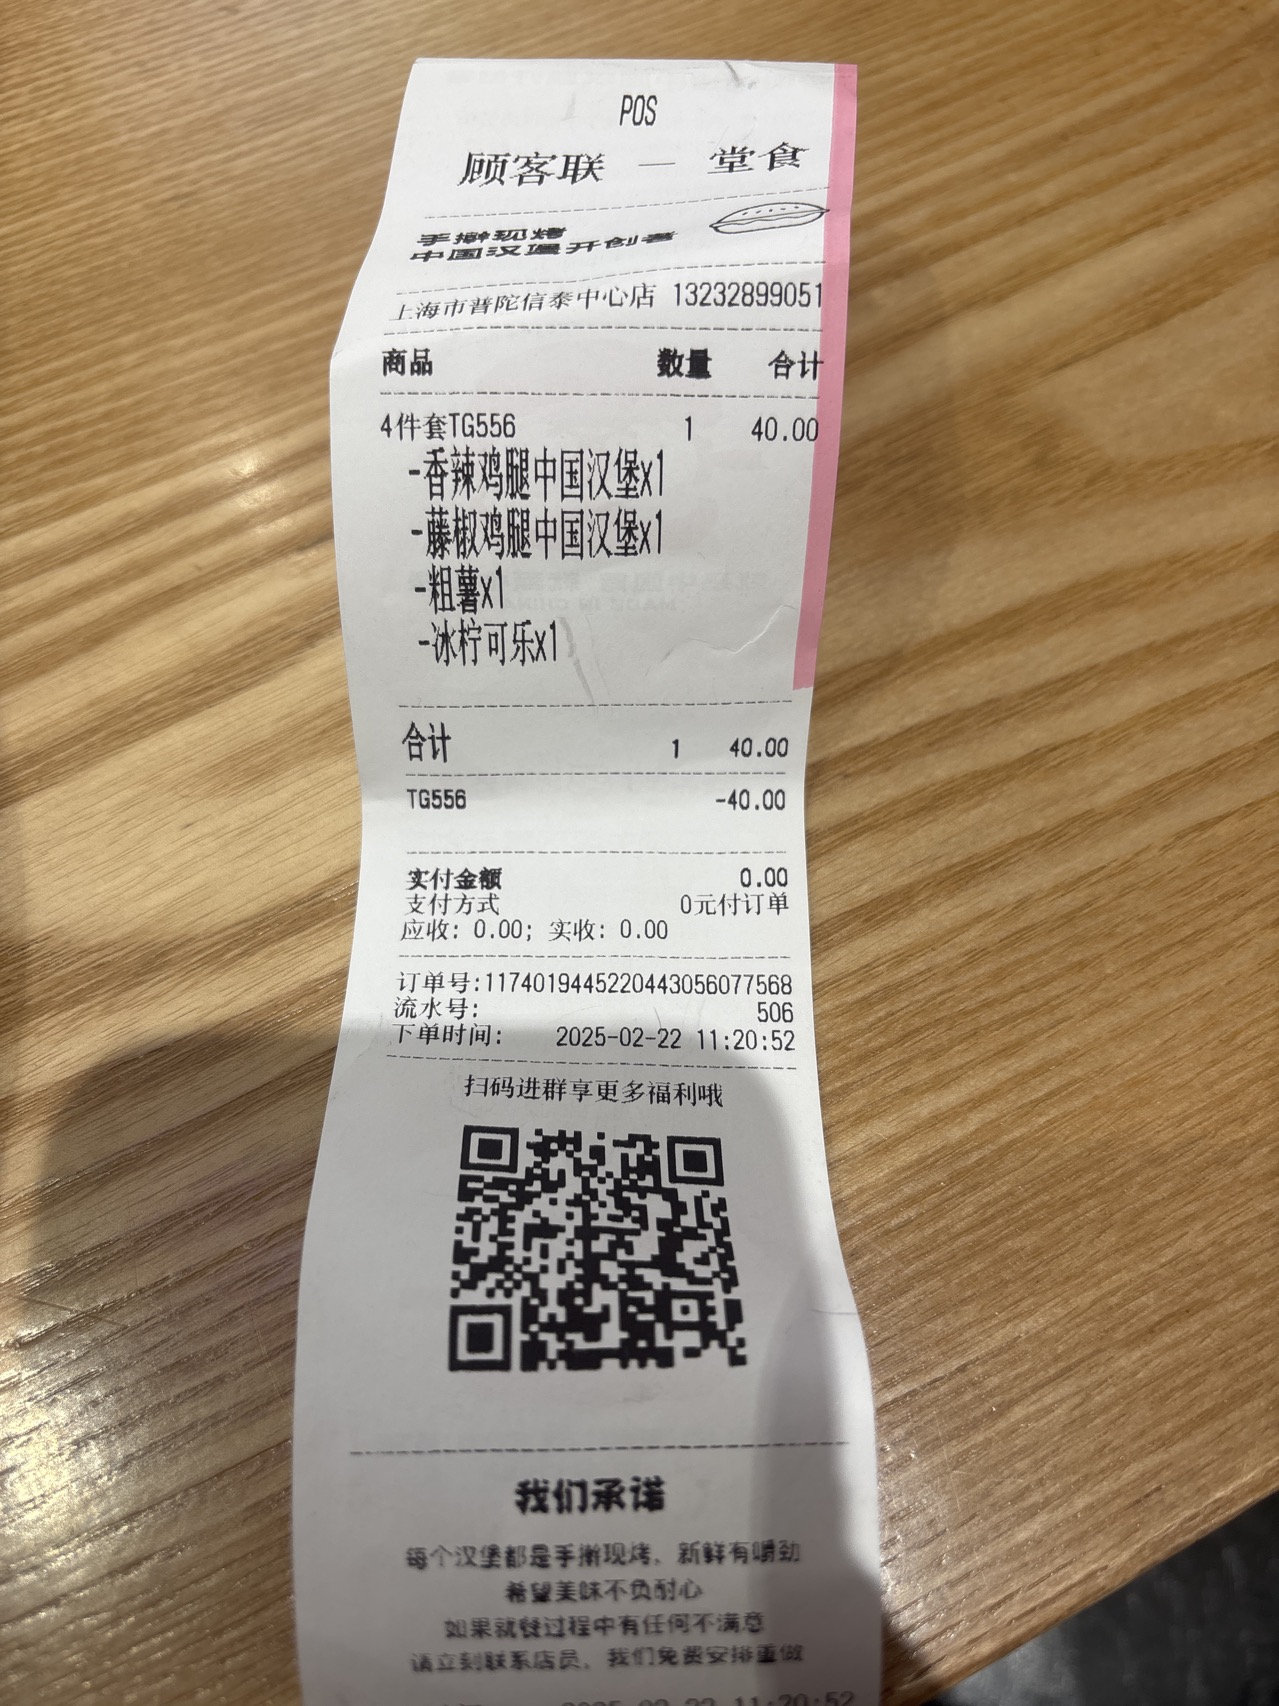 POS
顾客联 — 堂食
手擀现烤
中国汉堡开创者
上海市普陀信泰中心店 13232899051
商品 数量 合计
4件套TG556 1 40.00
-香辣鸡腿中国汉堡x1
-藤椒鸡腿中国汉堡x1
-粗薯x1
-冰柠可乐x1
合计 1 40.00
TG556 -40.00
实付金额 0.00
支付方式 0元付订单
应收: 0.00; 实收: 0.00
订单号:1174019445220443056077568
流水号: 506
下单时间: 2025-02-22 11:20:52
扫码进群享更多福利哦
我们承诺
每个汉堡都是手擀现烤，新鲜有嚼劲
希望美味不负耐心
如果就餐过程中有任何不满意
请立刻联系店员，我们免费安排重做
2025-02-22 11:20:52